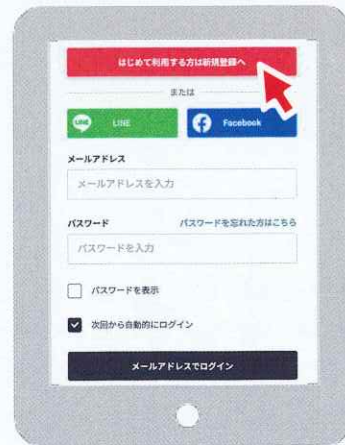 はじめて利用する方は新規登録へ
または
LINE LINE
Facebook
メールアドレス
メールアドレスを入力
パスワード パスワードを忘れた方はこちら
パスワードを入力
パスワードを表示
次回から自動的にログイン
メールアドレスでログイン